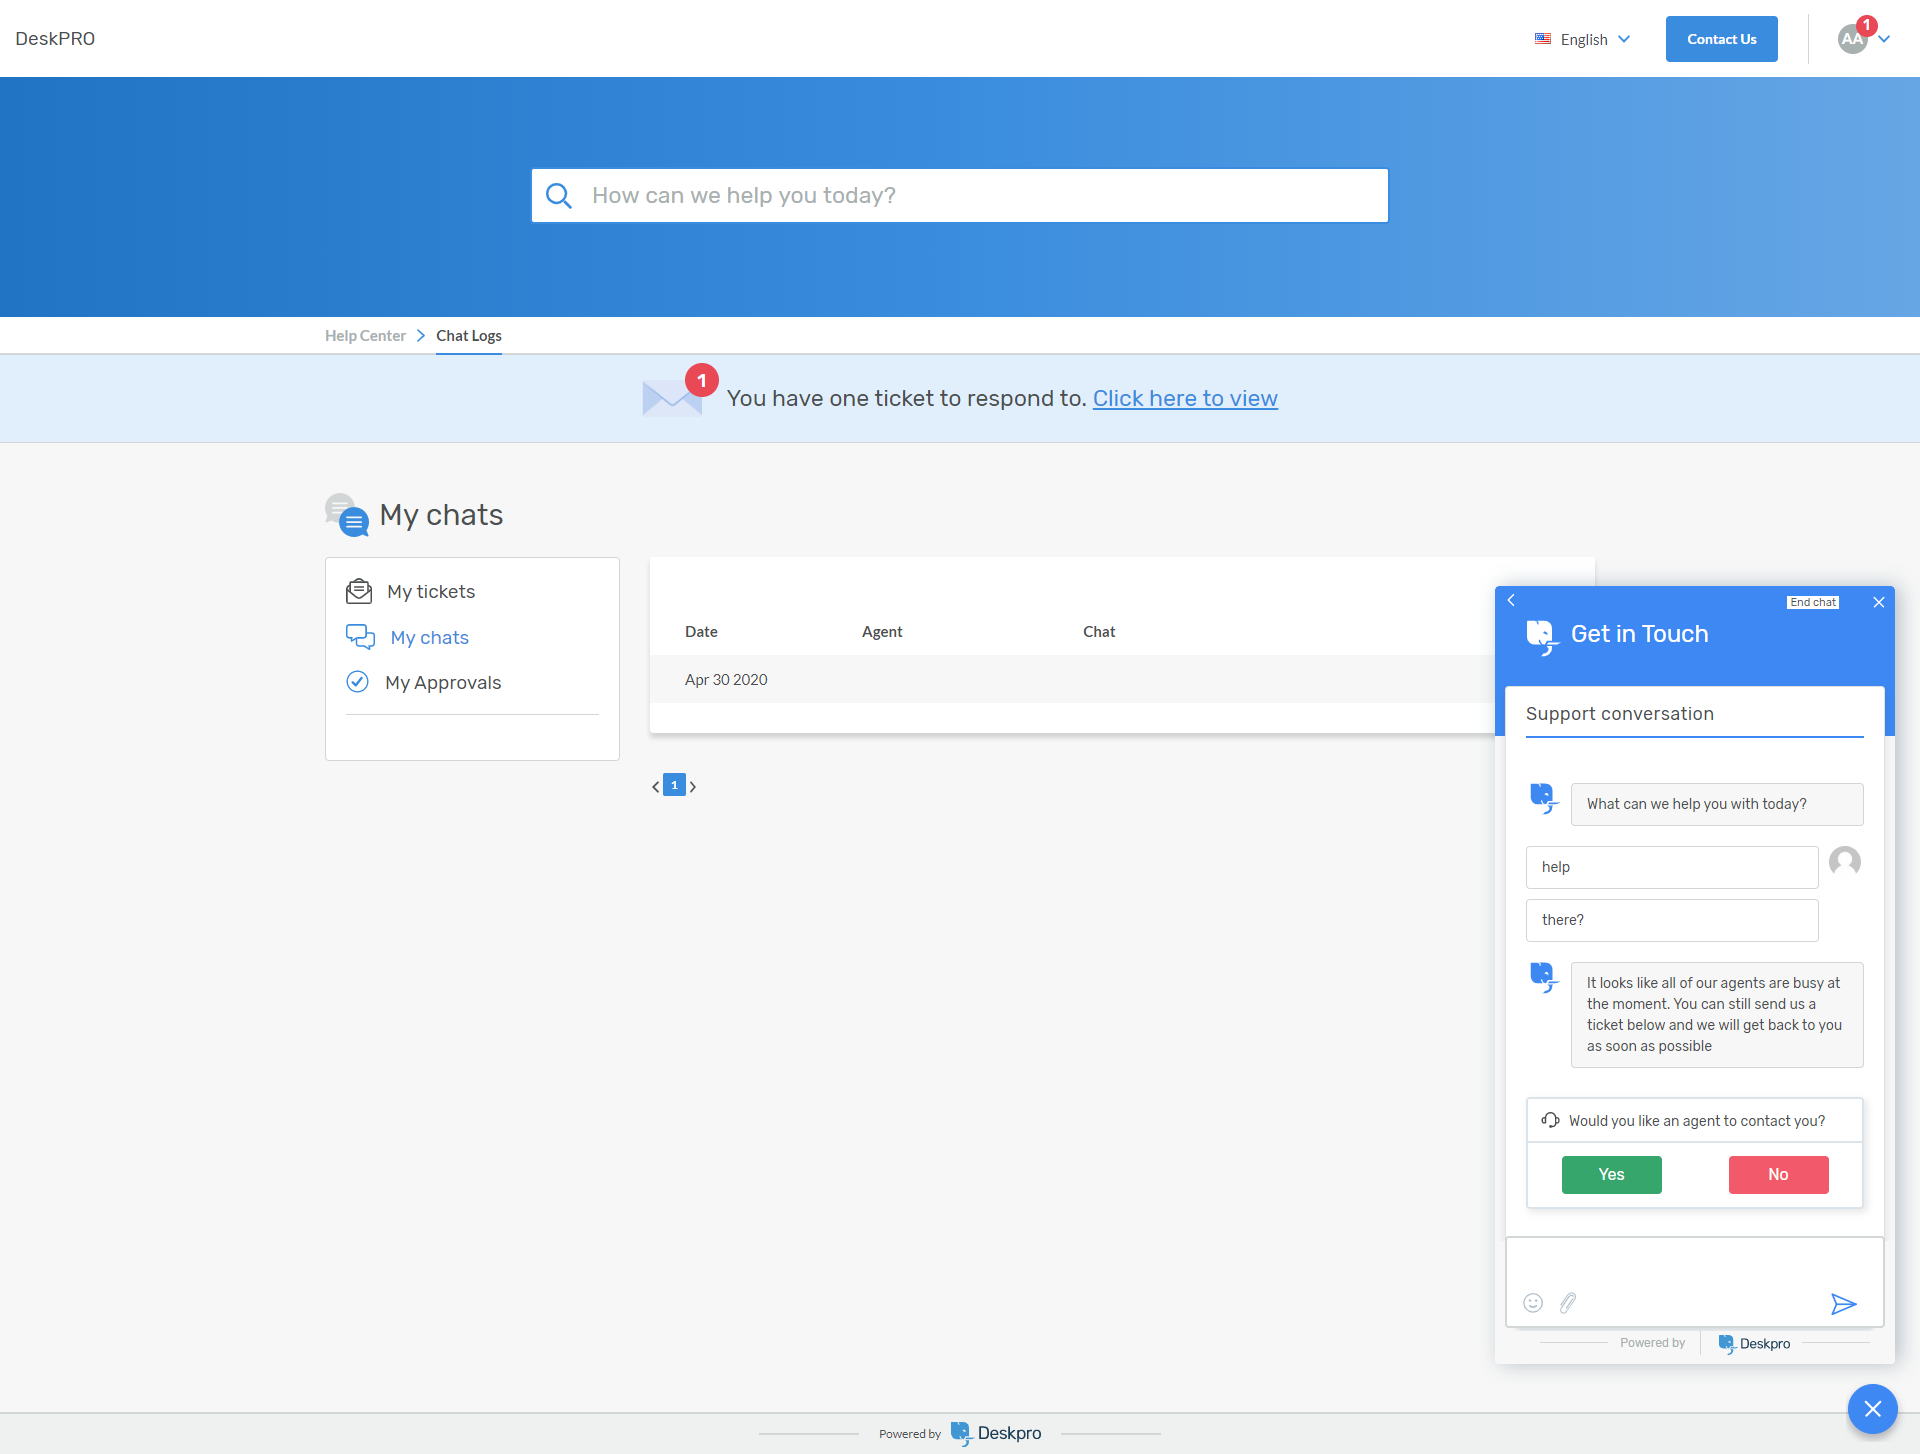 DeskPRO
English
Contact Us
AA
1
How can we help you today?
Help Center
Chat Logs
1
You have one ticket to respond to. Click here to view
My chats
My tickets
My chats
My Approvals
Date Agent Chat
Apr 30 2020
1
End chat
Get in Touch
Support conversation
What can we help you with today?
help
there?
It looks like all of our agents are busy at
the moment. You can still send us a
ticket below and we will get back to you
as soon as possible
Would you like an agent to contact you?
Yes No
Powered by Deskpro
Powered by Deskpro